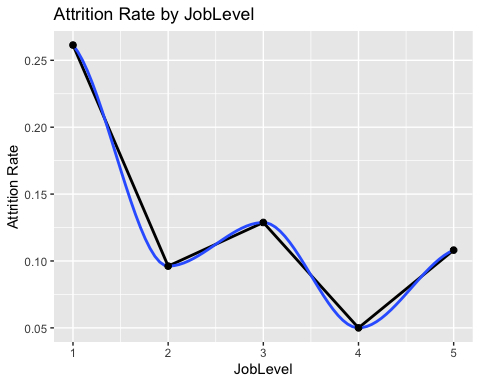 Attrition Rate by JobLevel
0.25
0.20
0.15
0.10
0.05
Attrition Rate
1 2 3 4 5
JobLevel